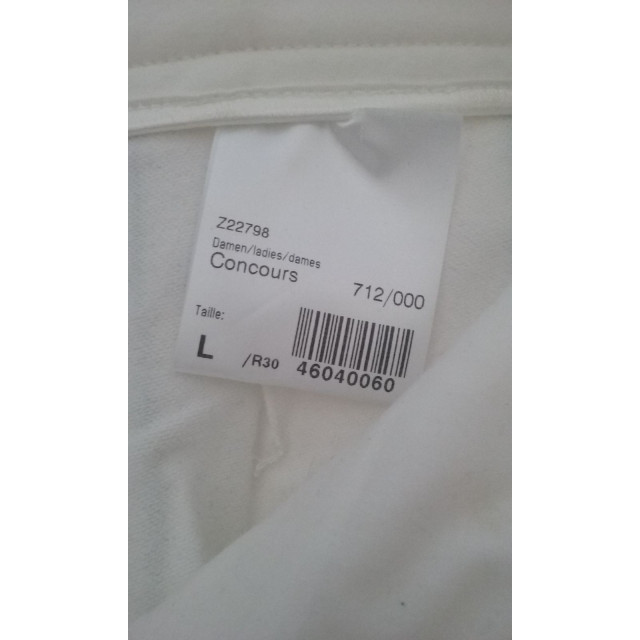 Z22798
Damen/ladies/dames
Concours
712/000
Taille:
L /R30
46040060